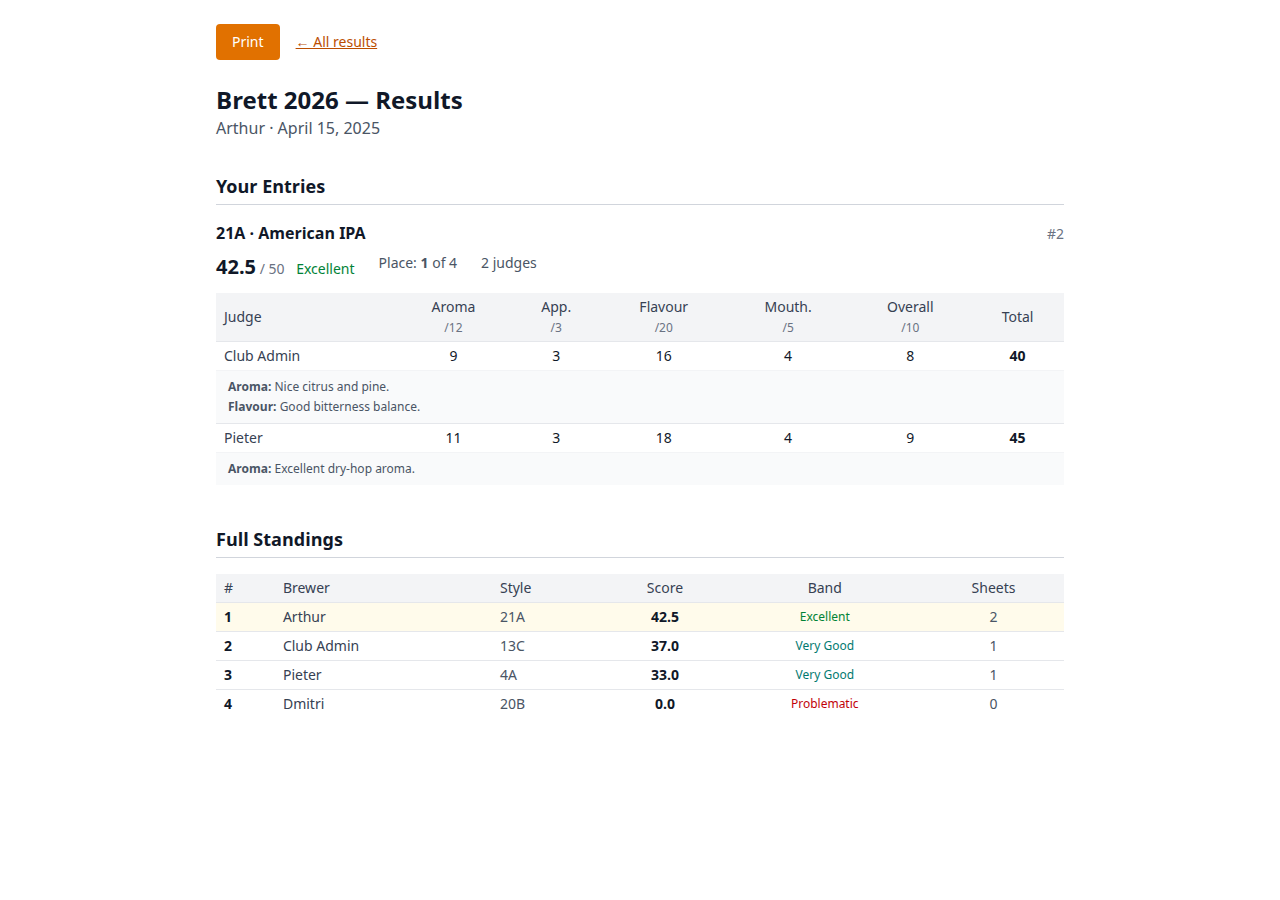 Print ← All results
Brett 2026 — Results
Arthur · April 15, 2025
Your Entries
21A · American IPA #2
42.5 / 50 Excellent Place: 1 of 4 2 judges
Judge Aroma /12 App. /3 Flavour /20 Mouth. /5 Overall /10 Total
Club Admin 9 3 16 4 8 40
Aroma: Nice citrus and pine.
Flavour: Good bitterness balance.
Pieter 11 3 18 4 9 45
Aroma: Excellent dry-hop aroma.
Full Standings
# Brewer Style Score Band Sheets
1 Arthur 21A 42.5 Excellent 2
2 Club Admin 13C 37.0 Very Good 1
3 Pieter 4A 33.0 Very Good 1
4 Dmitri 20B 0.0 Problematic 0